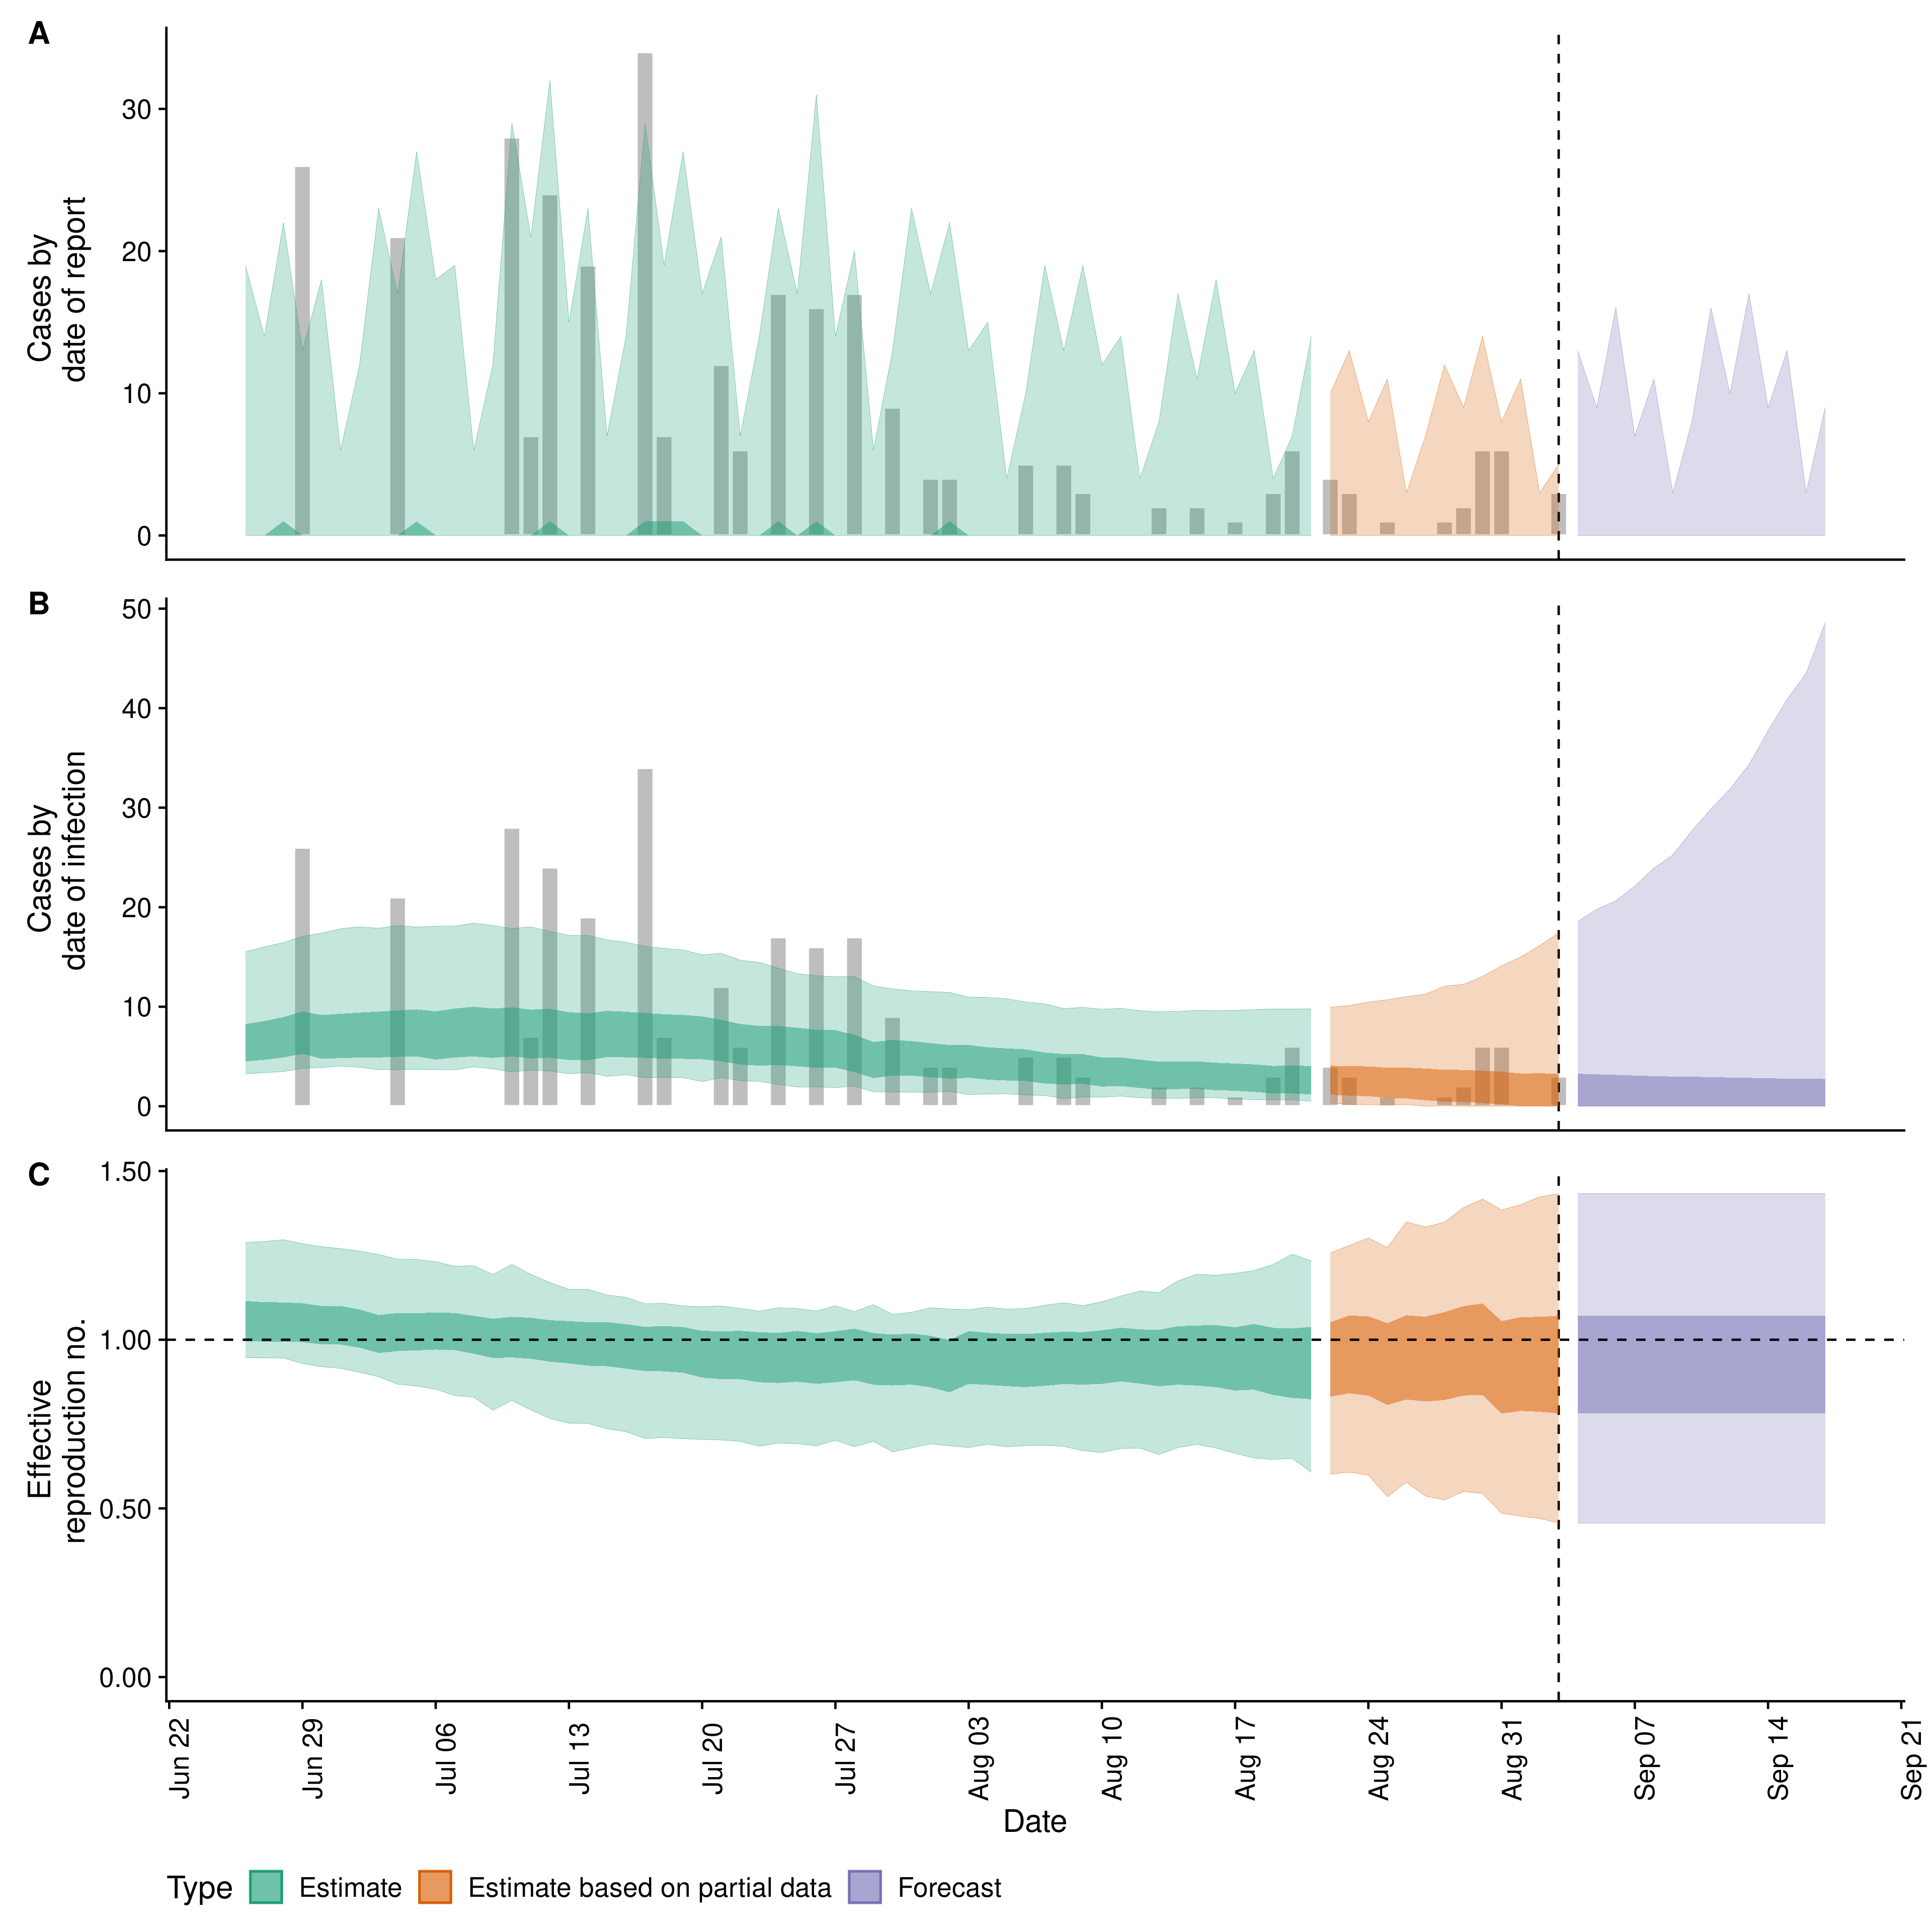 A
Cases by
date of report
30
20
10
0
B
Cases by
date of infection
50
40
30
20
10
0
C
Effective
reproduction no.
1.50
1.00
0.50
0.00
Jun 22
Jun 29
Jul 06
Jul 13
Jul 20
Jul 27
Aug 03
Aug 10
Aug 17
Aug 24
Aug 31
Sep 07
Sep 14
Sep 21
Date
Type Estimate Estimate based on partial data Forecast